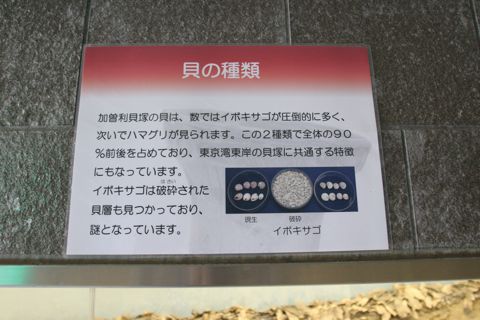 貝の種類
加曽利貝塚の貝は、数ではイボキサゴが圧倒的に多く、
次いでハマグリが見られます。この２種類で全体の９０
％前後を占めており、東京湾東岸の貝塚に共通する特徴
にもなっています。
イボキサゴは破砕された
はさい
貝層も見つかっており、
謎となっています。
現生
破砕
イボキサゴ